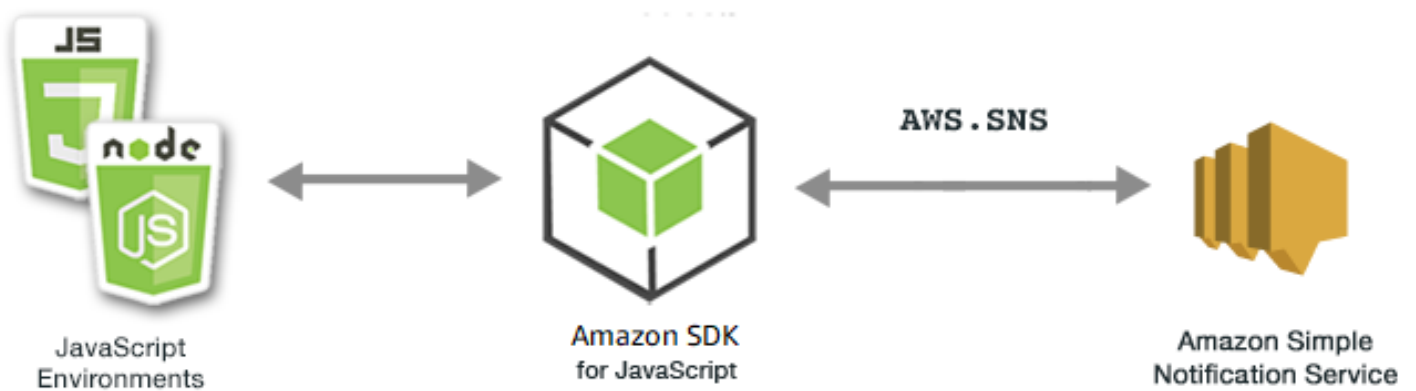 JS
node
JS
JavaScript
Environments
Amazon SDK
for JavaScript
AWS.SNS
Amazon Simple
Notification Service